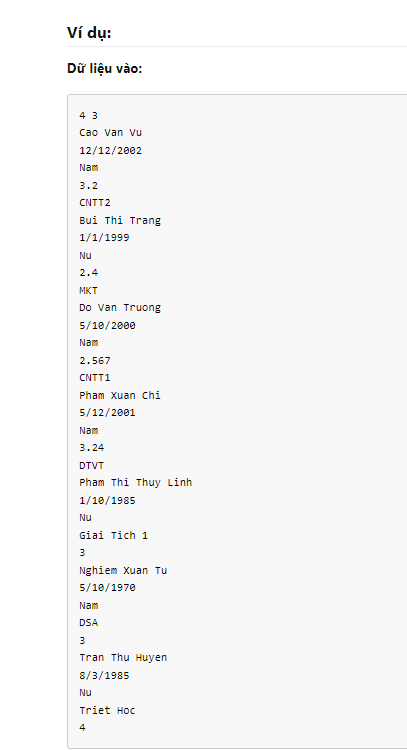 Ví dụ:
Dữ liệu vào:
4 3
Cao Van Vu
12/12/2002
Nam
3.2
CNTT2
Bui Thi Trang
1/1/1999
Nu
2.4
MKT
Do Van Truong
5/10/2000
Nam
2.567
CNTT1
Pham Xuan Chi
5/12/2001
Nam
3.24
DTVT
Pham Thi Thuy Linh
1/10/1985
Nu
Giai Tich 1
3
Nghiem Xuan Tu
5/10/1970
Nam
DSA
3
Tran Thu Huyen
8/3/1985
Nu
Triet Hoc
4